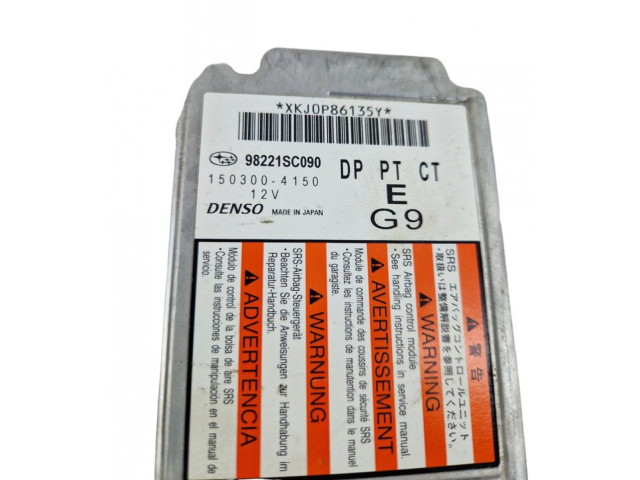 *XKJ0P86135Y*
98221SC090
DP PT CT
150300-4150
12V
E
DENSO MADE IN JAPAN
G9
⚠ 警告
SRS エアバッグコントロールユニット
・取扱いは整備解説書を参照してください。
⚠ WARNING
SRS Airbag control module
・See handling instructions in service manual.
⚠ AVERTISSEMENT
Module de commande des coussins de sécurité SRS
・Consultez les instructions de manutention dans le manuel
du garagiste.
⚠ WARNUNG
SRS-Airbag-Steuergerät
・Beachten Sie die Anweisungen zur Handhabung im
Reparatur-Handbuch.
⚠ ADVERTENCIA
Módulo de control de la bolsa de aire SRS
・Consulte las instrucciones de manipulación en el manual de
servicio.